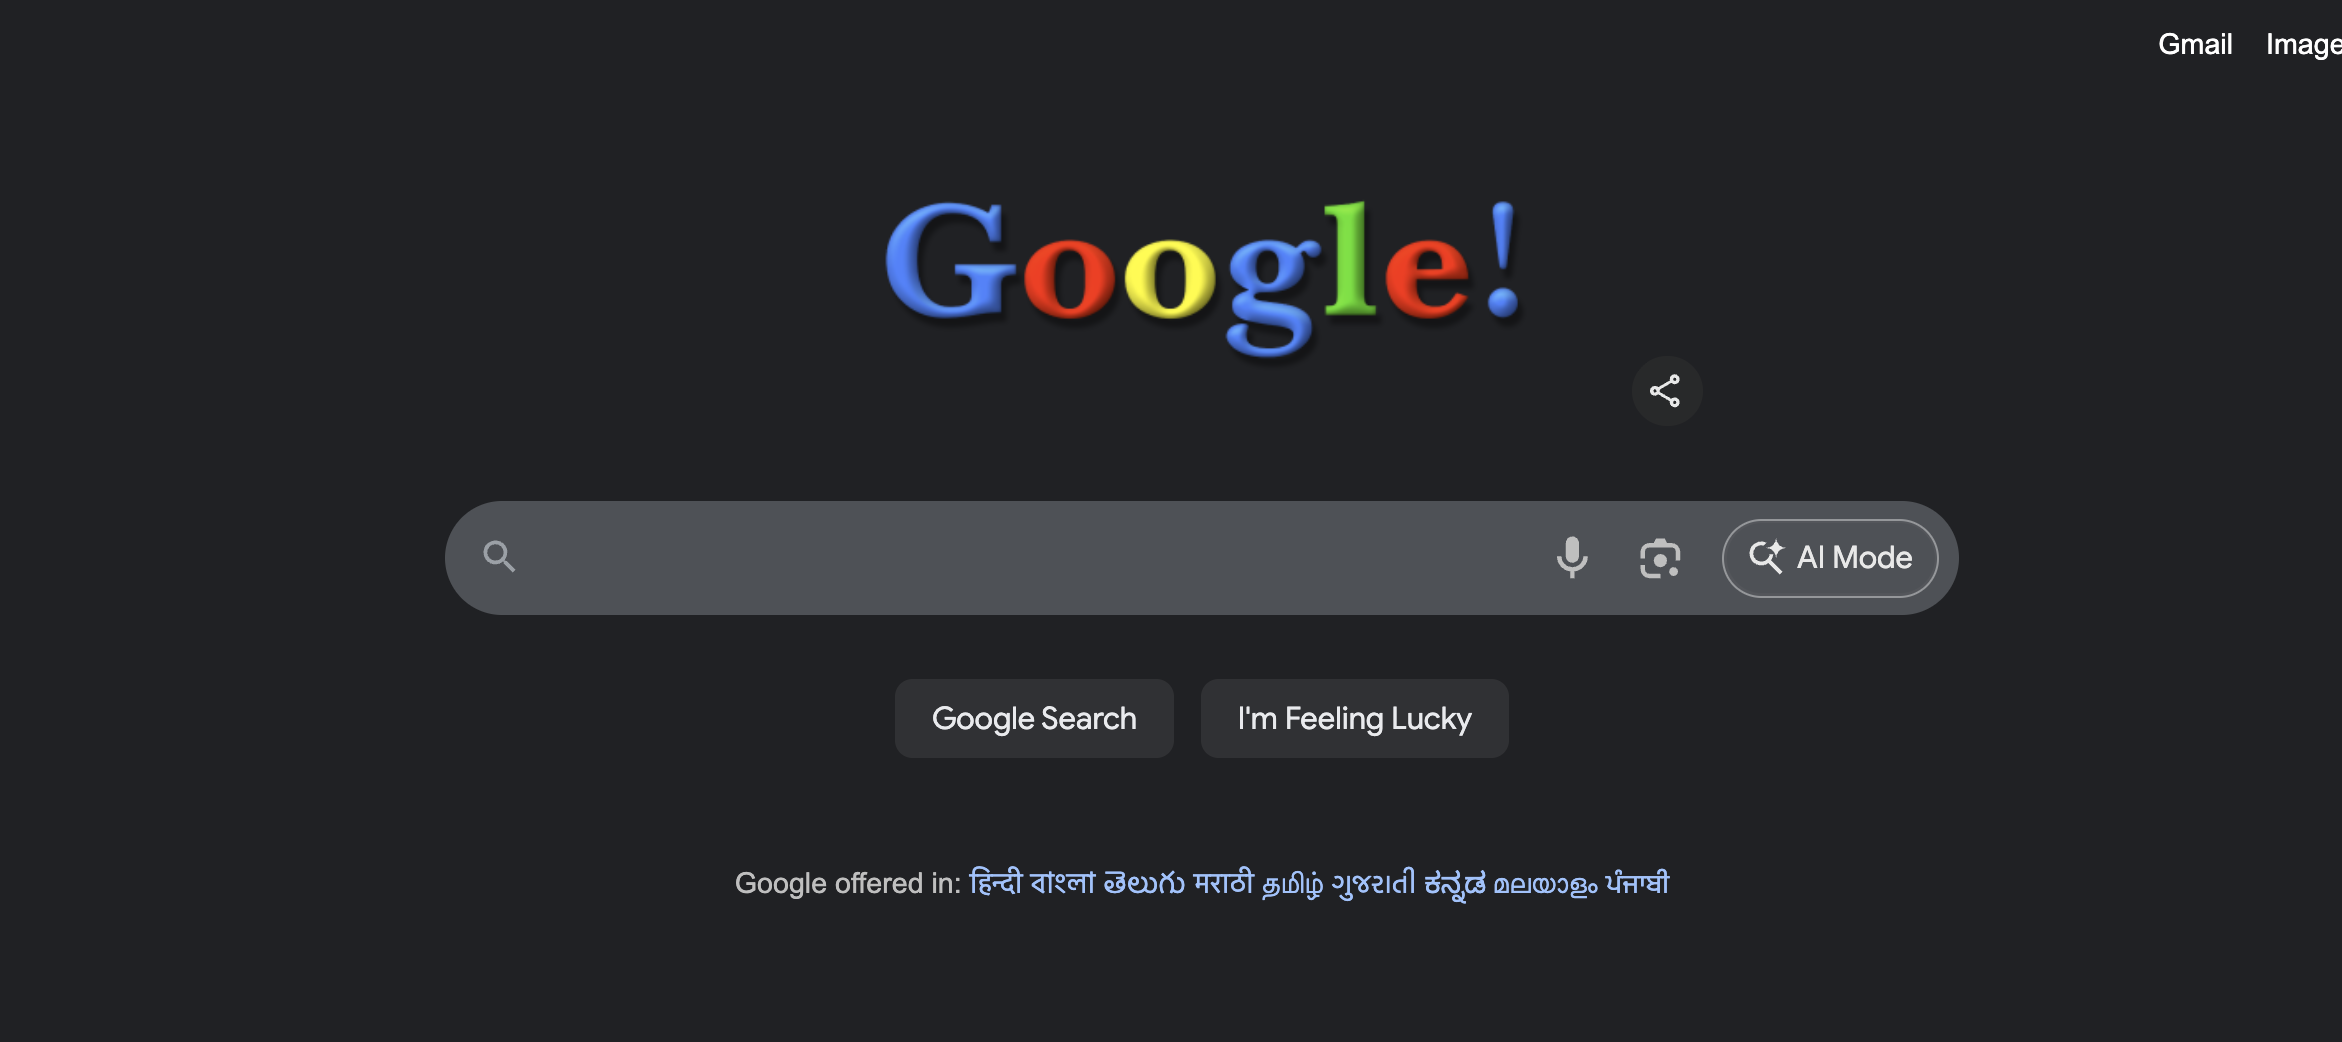 Gmail Image
Google!
AI Mode
Google Search I'm Feeling Lucky
Google offered in: हिन्दी বাংলা తెలుగు मराठी தமிழ் ગુજરાતી ಕನ್ನಡ മലയാളം ਪੰਜਾਬੀ